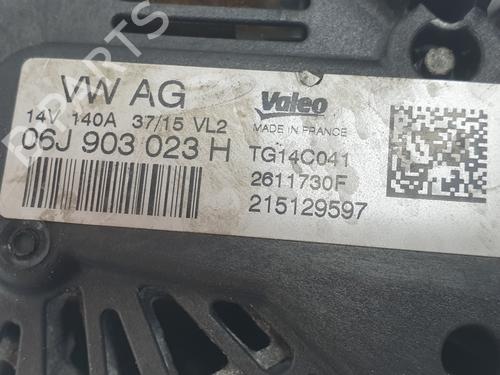 VW AG
14V 140A 37/15 VL2
06J 903 023 H
Valeo
MADE IN FRANCE
TG14C041
2611730F
215129597